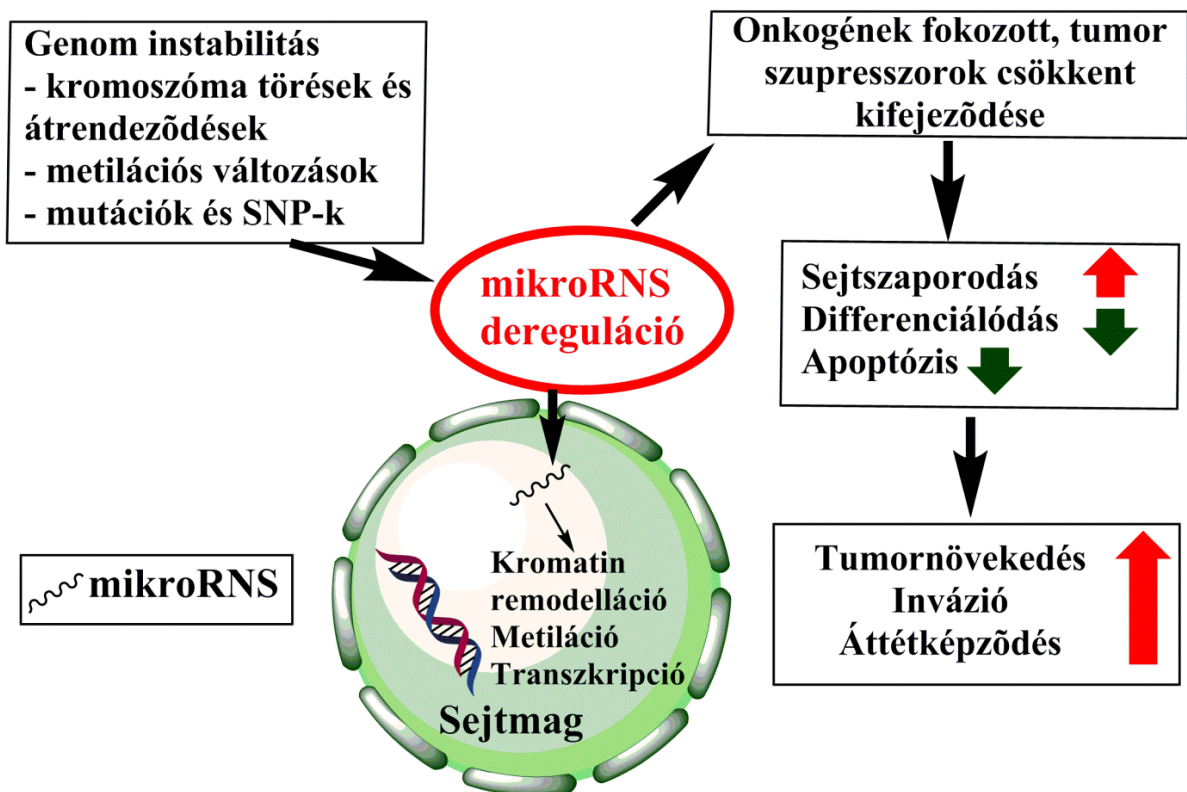 Genom instabilitás
- kromoszóma törések és
átrendezõdések
- metilációs változások
- mutációk és SNP-k
mikroRNS
dereguláció
Onkogének fokozott, tumor
szupresszorok csökkent
kifejezõdése
Sejtszaporodás
Differenciálódás
Apoptózis
Tumornövekedés
Invázió
Áttétképzõdés
mikroRNS
Kromatin
remodelláció
Metiláció
Transzkripció
Sejtmag